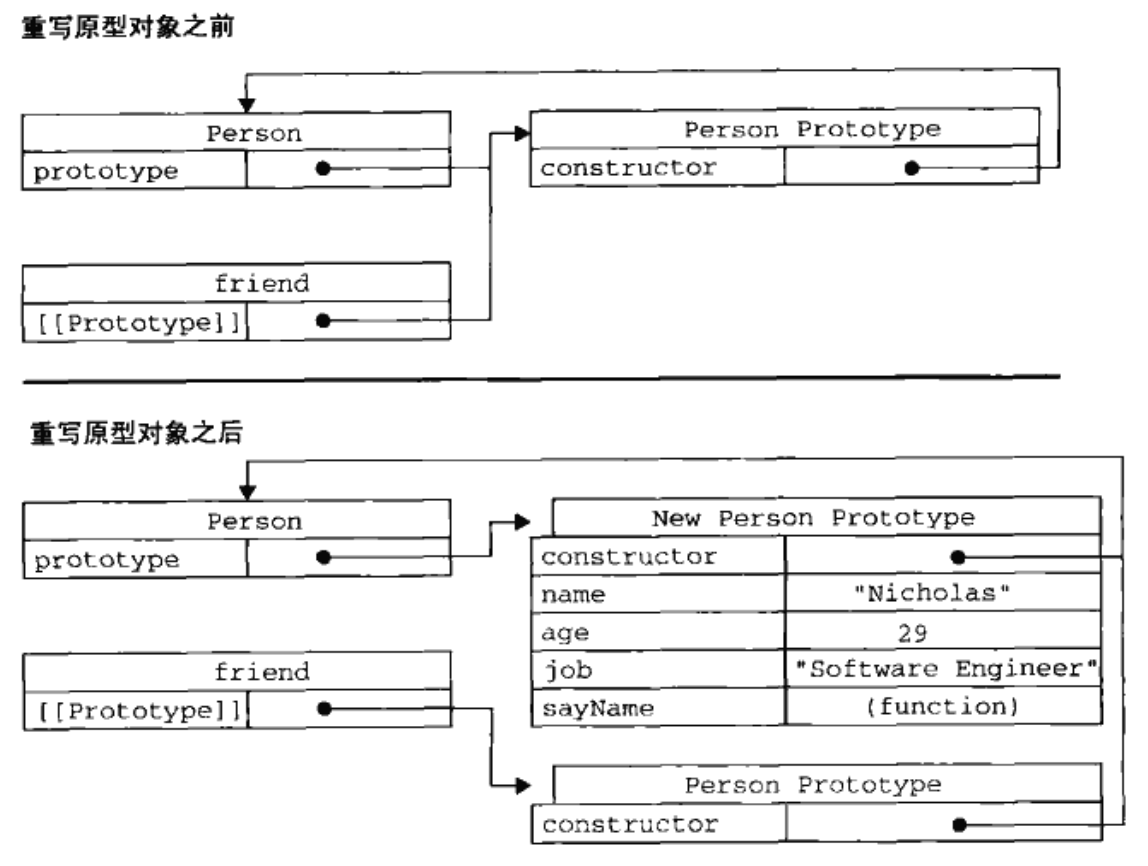 重写原型对象之前
Person
Person Prototype
prototype
constructor
friend
[[Prototype]]
重写原型对象之后
Person
New Person Prototype
prototype
constructor
name "Nicholas"
age 29
friend
job "Software Engineer"
[[Prototype]]
sayName (function)
Person Prototype
constructor